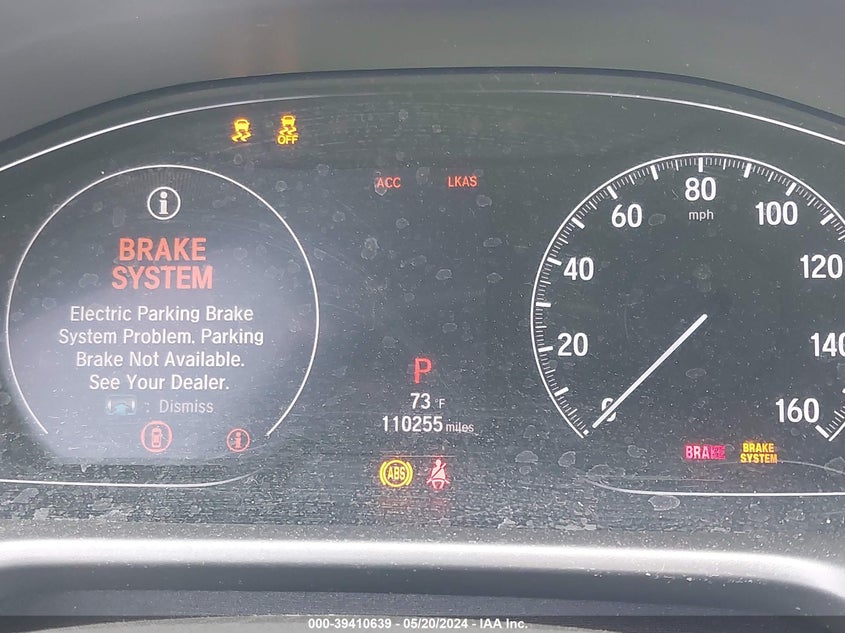 OFF
ACC LKAS
i
BRAKE
SYSTEM
Electric Parking Brake
System Problem. Parking
Brake Not Available.
See Your Dealer.
: Dismiss
i
P
73 °F
110255 miles
ABS
0
20
40
60
80
100
120
140
160
mph
BRAKE
BRAKE
SYSTEM
000-39410639 - 05/20/2024 - IAA Inc.